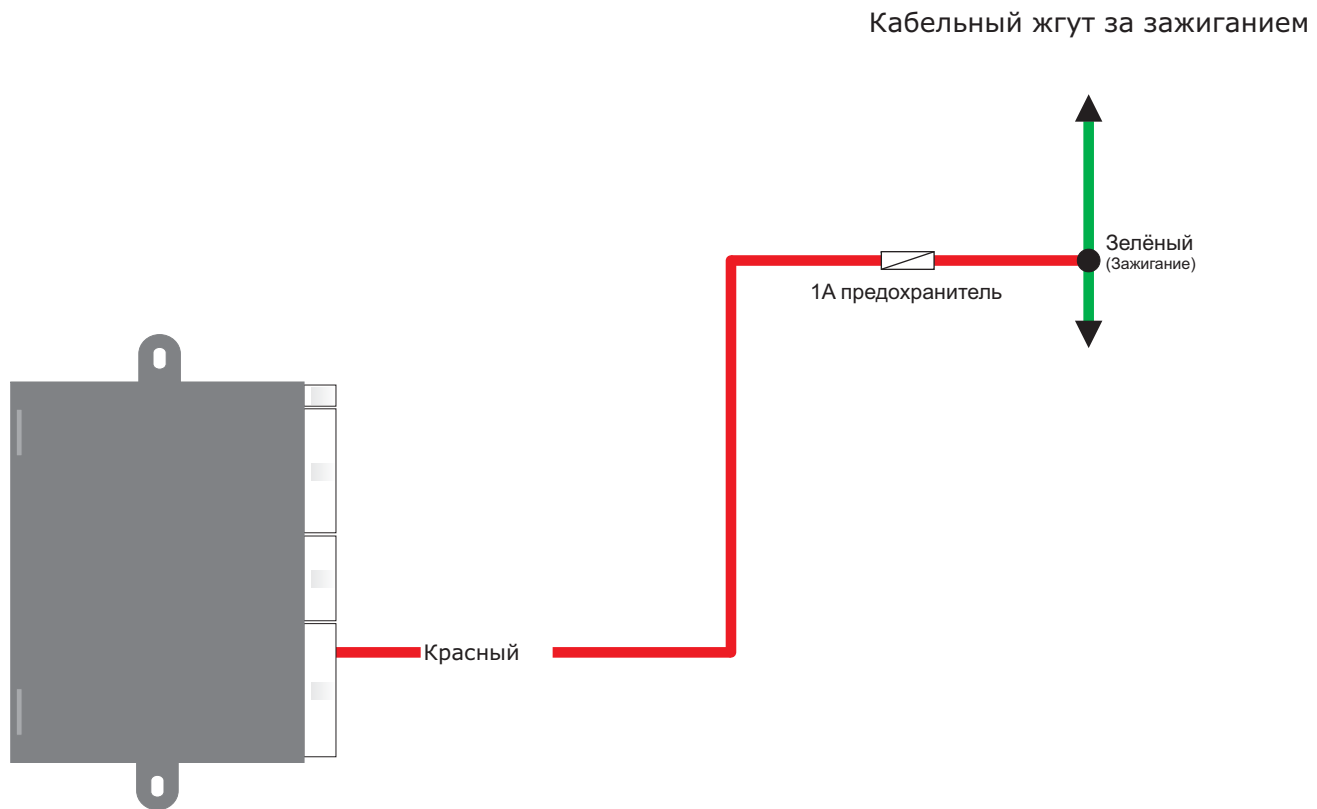 Кабельный жгут за зажиганием
Зелёный
(Зажигание)
1А предохранитель
Красный